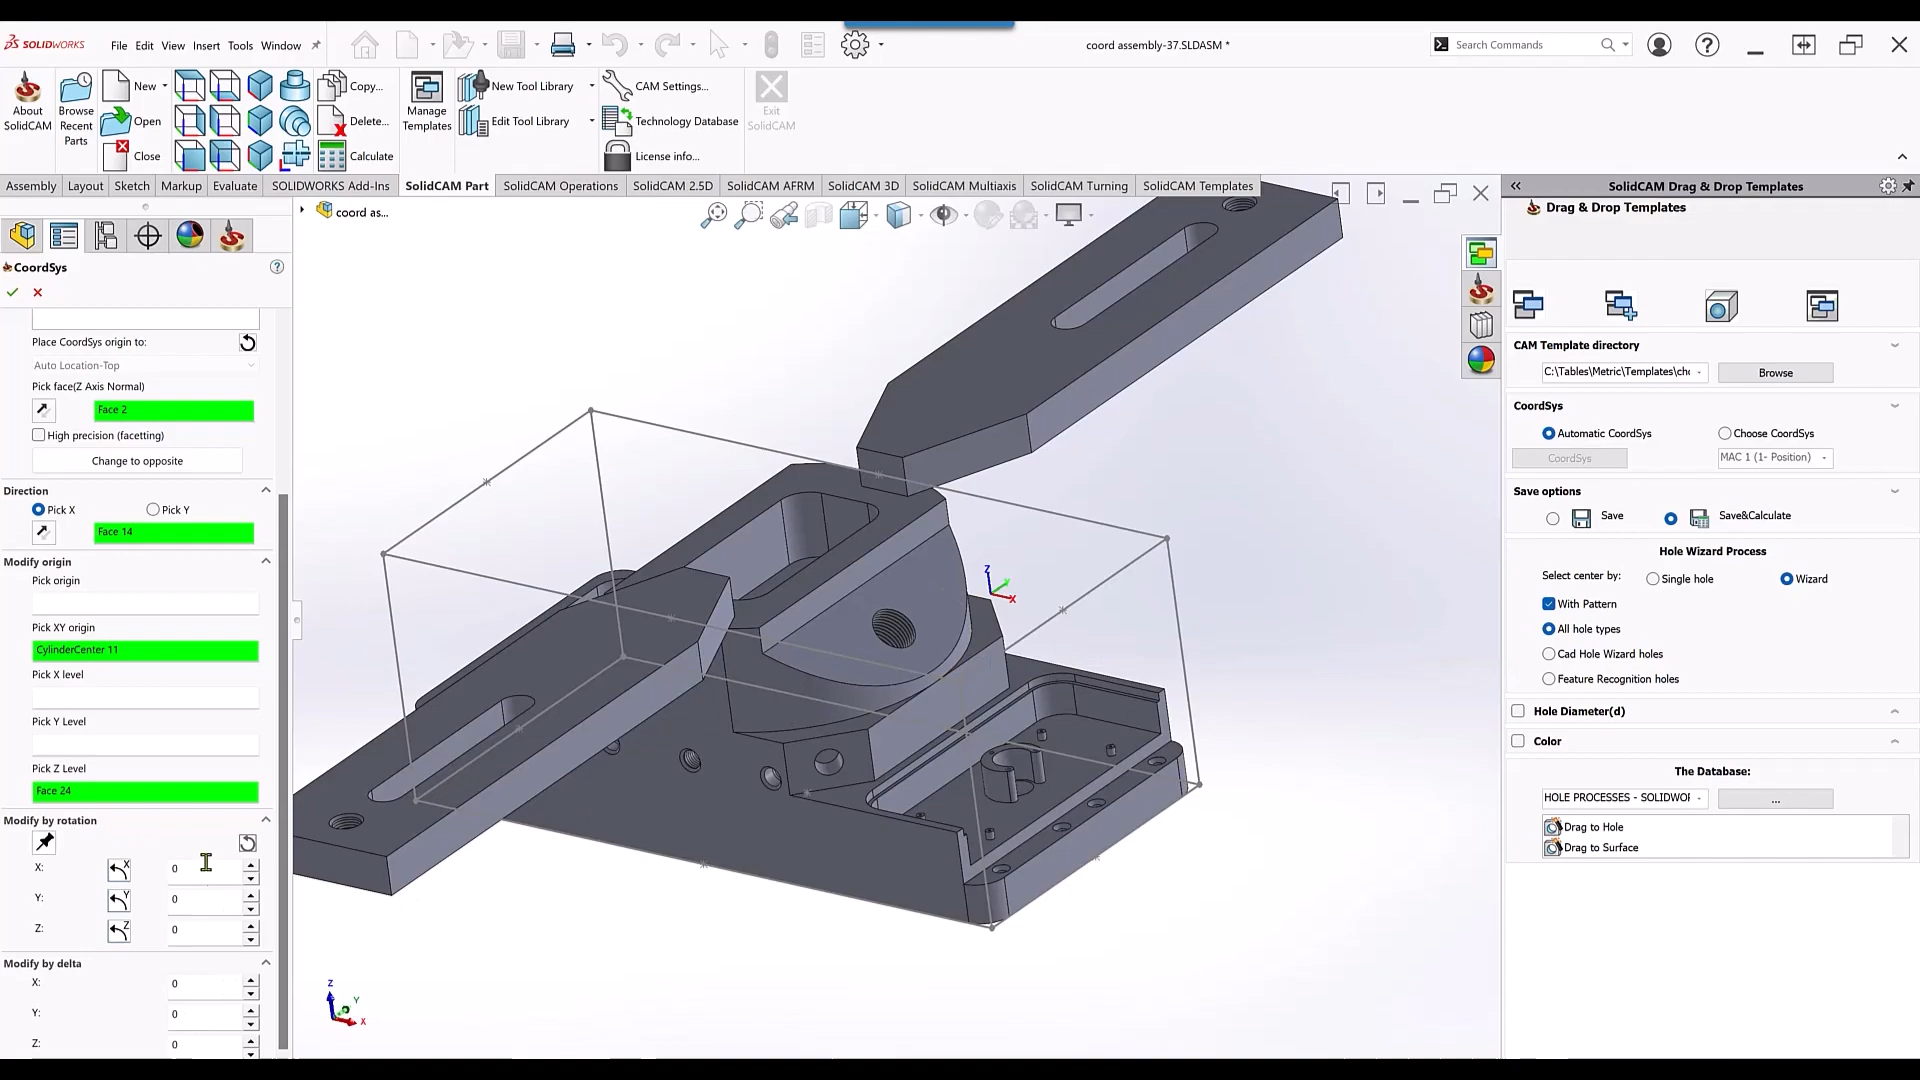 SOLIDWORKS File Edit View Insert Tools Window
coord assembly-37.SLDASM *
Search Commands
About SolidCAM
Browse Recent Parts
New
Open
Close
Copy...
Delete...
Calculate
Manage Templates
New Tool Library
Edit Tool Library
CAM Settings...
Technology Database
License info...
Exit SolidCAM
Assembly Layout Sketch Markup Evaluate SOLIDWORKS Add-Ins SolidCAM Part SolidCAM Operations SolidCAM 2.5D SolidCAM AFRM SolidCAM 3D SolidCAM Multiaxis SolidCAM Turning SolidCAM Templates
coord as...
CoordSys
Place CoordSys origin to:
Auto Location-Top
Pick face(Z Axis Normal)
Face 2
High precision (facetting)
Change to opposite
Direction
Pick X Pick Y
Face 14
Modify origin
Pick origin
Pick XY origin
CylinderCenter 11
Pick X level
Pick Y Level
Pick Z Level
Face 24
Modify by rotation
X: X 0
Y: Y 0
Z: Z 0
Modify by delta
X: 0
Y: 0
Z: 0
Z
Y
X
Z
Y
X
SolidCAM Drag & Drop Templates
Drag & Drop Templates
CAM Template directory
C:\Tables\Metric\Templates\ch
Browse
CoordSys
Automatic CoordSys Choose CoordSys
CoordSys MAC 1 (1- Position)
Save options
Save Save&Calculate
Hole Wizard Process
Select center by: Single hole Wizard
With Pattern
All hole types
Cad Hole Wizard holes
Feature Recognition holes
Hole Diameter(d)
Color
The Database:
HOLE PROCESSES - SOLIDWO ...
Drag to Hole
Drag to Surface